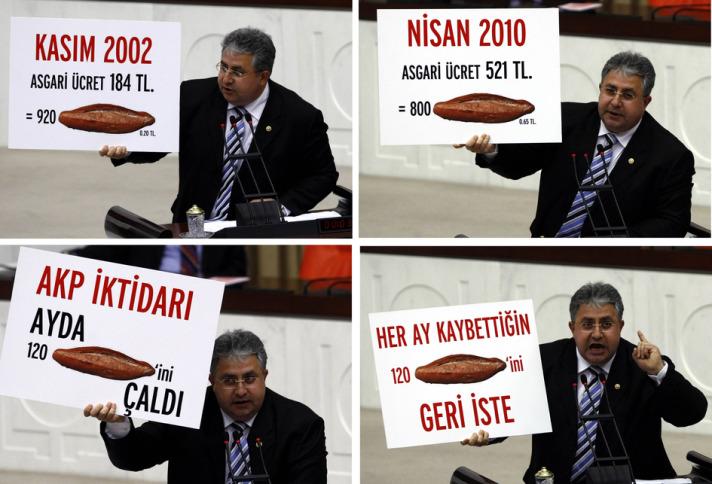 KASIM 2002
ASGARİ ÜCRET 184 TL.
= 920
0.20 TL.
NİSAN 2010
ASGARİ ÜCRET 521 TL.
= 800
0.65 TL.
AKP İKTİDARI
AYDA
120 'ini
ÇALDI
HER AY KAYBETTİĞİN
120 'ini
GERİ İSTE